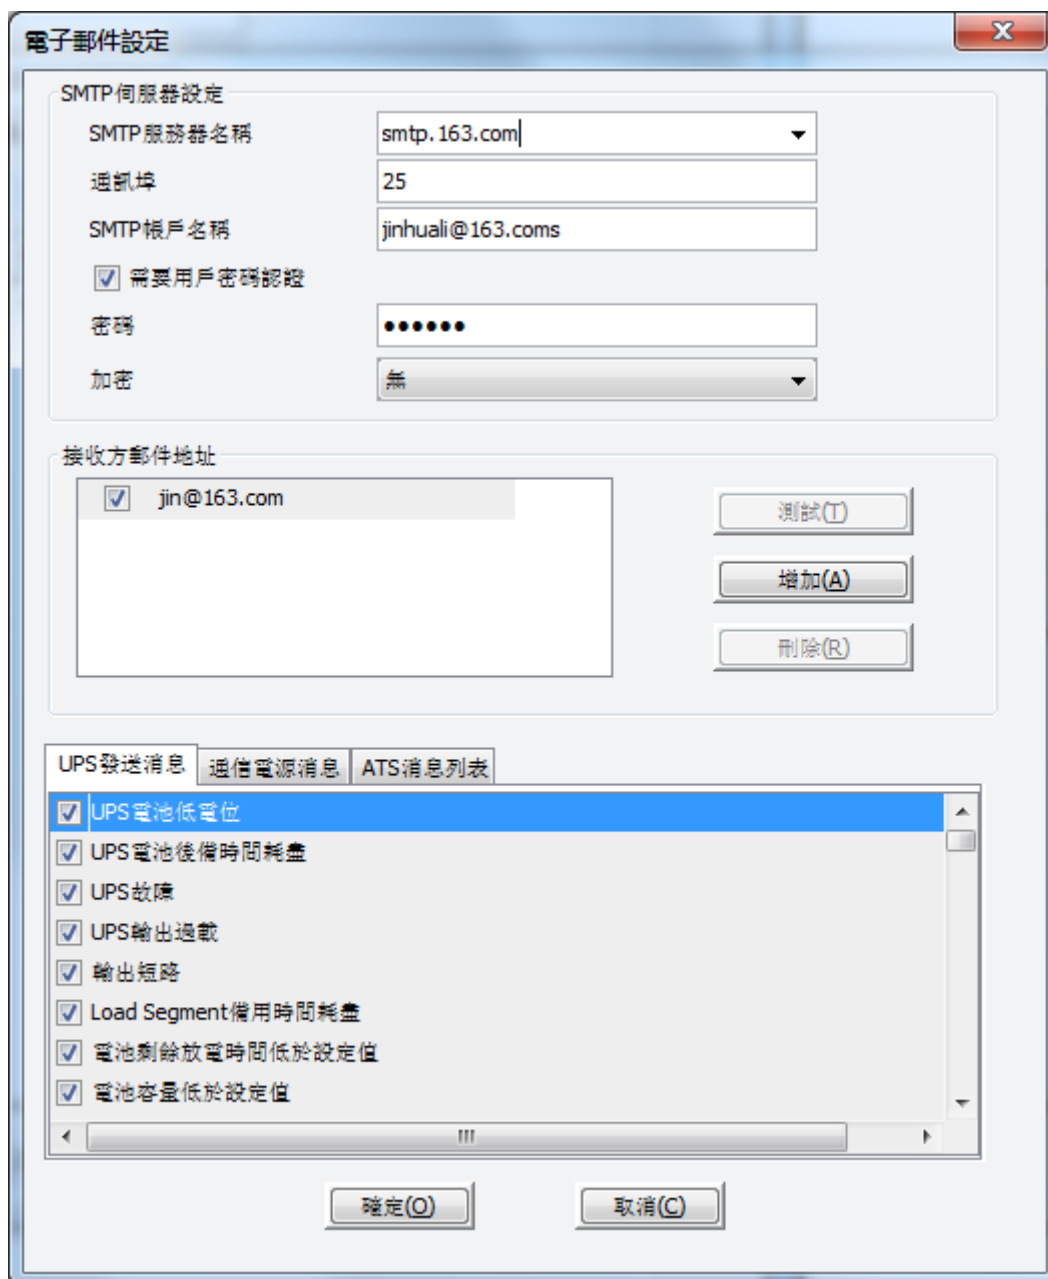 電子郵件設定
SMTP伺服器設定
SMTP服務器名稱 smtp.163.com
通訊埠 25
SMTP帳戶名稱 jinhuali@163.coms
需要用戶密碼認證
密碼 ●●●●●●
加密 無
接收方郵件地址
jin@163.com
測試(T)
增加(A)
刪除(R)
UPS發送消息 通信電源消息 ATS消息列表
UPS電池低電位
UPS電池後備時間耗盡
UPS故障
UPS輸出過載
輸出短路
Load Segment備用時間耗盡
電池剩餘放電時間低於設定值
電池容量低於設定值
確定(O) 取消(C)